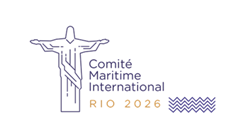 Comité
Maritime
International
RIO 2026